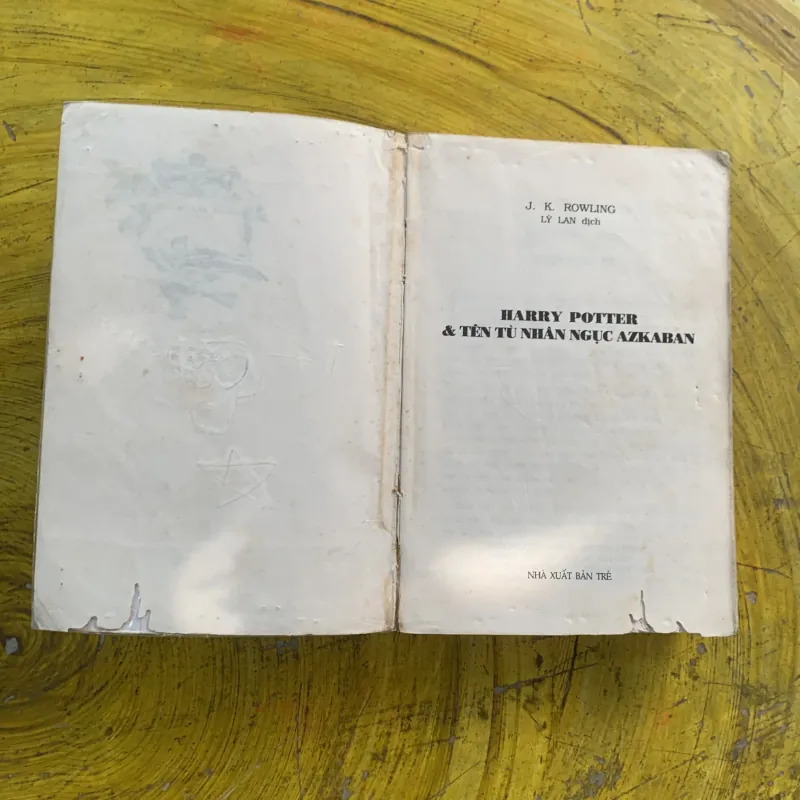 J. K. ROWLING
LÝ LAN dịch
HARRY POTTER
& TÊN TÙ NHÂN NGỤC AZKABAN
NHÀ XUẤT BẢN TRẺ